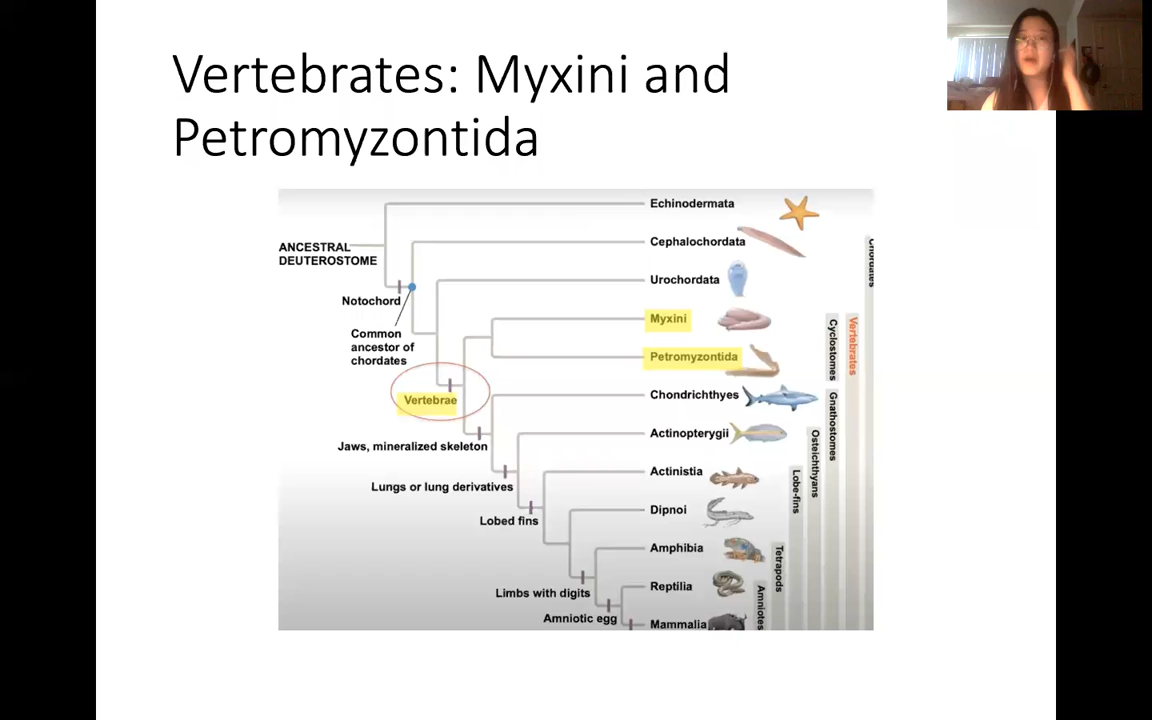 Vertebrates: Myxini and
Petromyzontida
Echinodermata
ANCESTRAL
DEUTEROSTOME
Cephalochordata
Chordates
Urochordata
Notochord
Common
ancestor of
chordates
Myxini
Petromyzontida
Cyclostomes
Vertebrates
Vertebrae
Chondrichthyes
Gnathostomes
Actinopterygii
Osteichthyans
Jaws, mineralized skeleton
Actinistia
Lobe-fins
Lungs or lung derivatives
Dipnoi
Lobed fins
Amphibia
Tetrapods
Reptilia
Limbs with digits
Amniotes
Amniotic egg
Mammalia